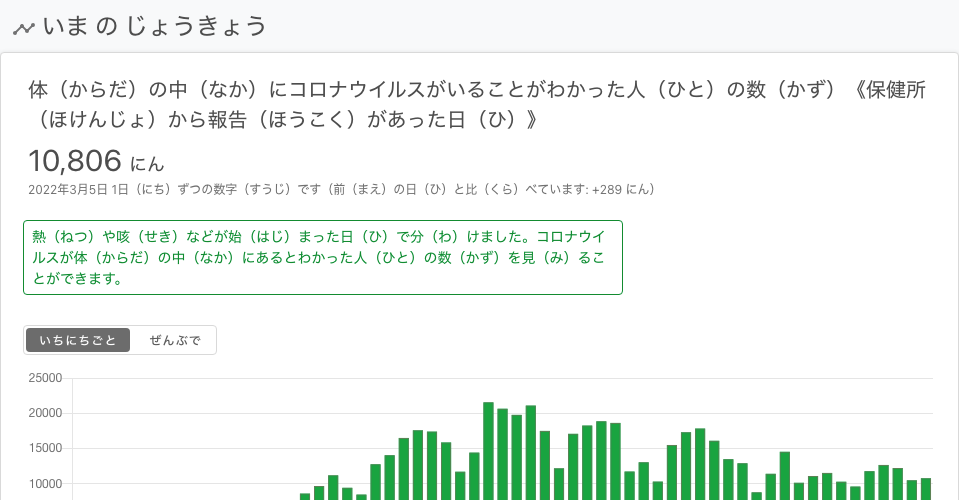 いま の じょうきょう
体（からだ）の中（なか）にコロナウイルスがいることがわかった人（ひと）の数（かず）《保健所
（ほけんじょ）から報告（ほうこく）があった日（ひ）》
10,806 にん
2022年3月5日 1日（にち）ずつの数字（すうじ）です（前（まえ）の日（ひ）と比（くら）べています: +289 にん）
熱（ねつ）や咳（せき）などが始（はじ）まった日（ひ）で分（わ）けました。コロナウイ
ルスが体（からだ）の中（なか）にあるとわかった人（ひと）の数（かず）を見（み）るこ
とができます。
いちにちごと ぜんぶで
25000
20000
15000
10000